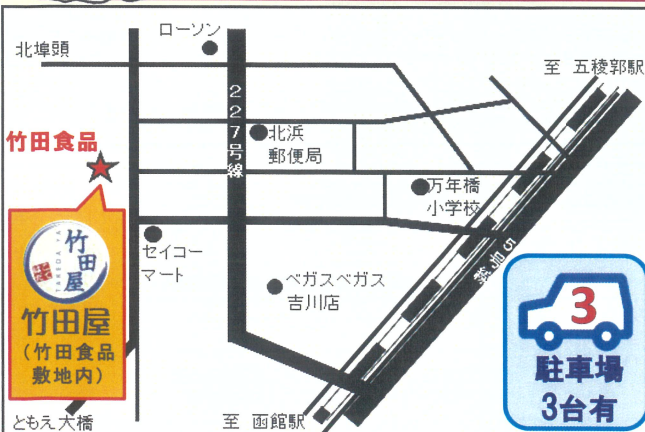 ローソン
北埠頭
至 五稜郭駅
227号線
北浜
郵便局
竹田食品
万年橋
小学校
竹田屋
TAKEDA-YA
セイコー
マート
5号線
ベガスベガス
吉川店
竹田屋
(竹田食品
敷地内)
3
駐車場
3台有
ともえ大橋
至 函館駅